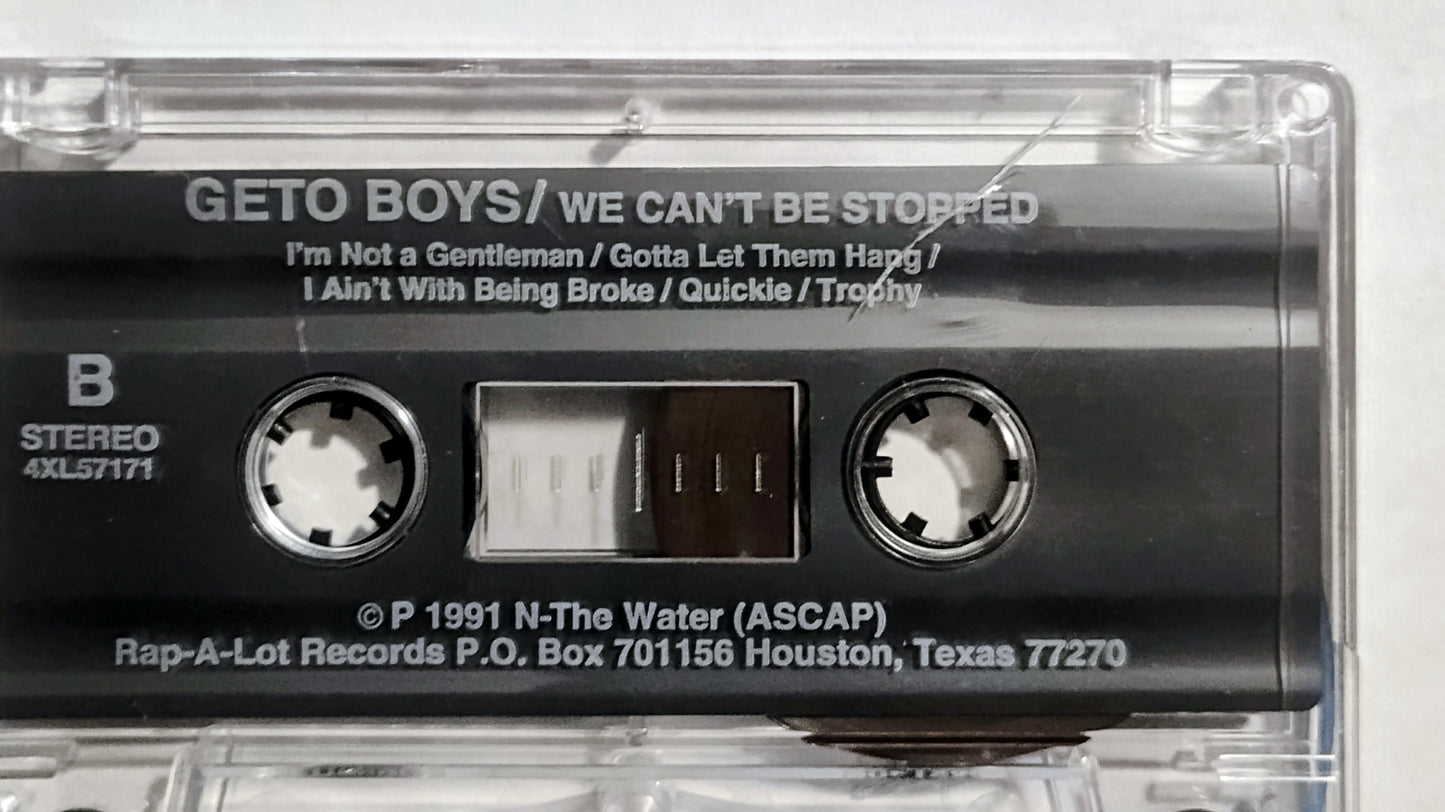 GETO BOYS/ WE CAN'T BE STOPPED
I'm Not a Gentleman / Gotta Let Them Hang /
I Ain't With Being Broke / Quickie / Trophy
B
STEREO
4XL57171
© P 1991 N-The Water (ASCAP)
Rap-A-Lot Records P.O. Box 701156 Houston, Texas 77270